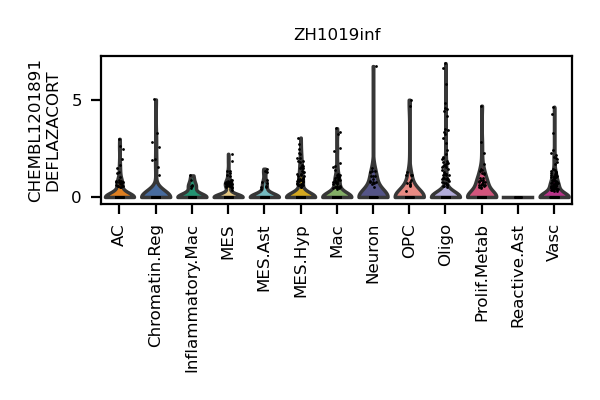 ZH1019inf
CHEMBL1201891
DEFLAZACORT
5
0
AC
Chromatin.Reg
Inflammatory.Mac
MES
MES.Ast
MES.Hyp
Mac
Neuron
OPC
Oligo
Prolif.Metab
Reactive.Ast
Vasc